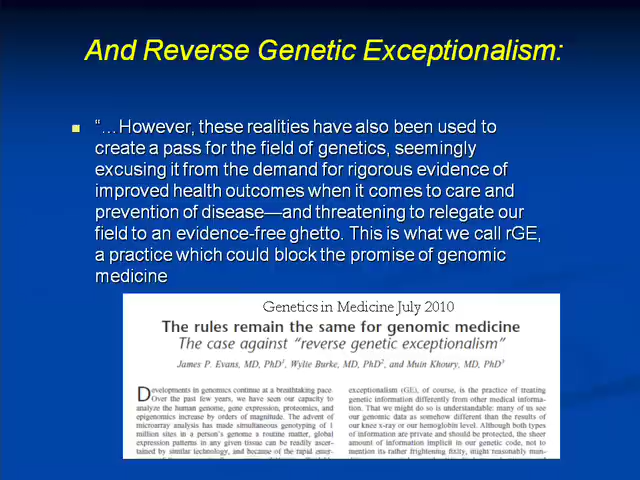 And Reverse Genetic Exceptionalism:
“…However, these realities have also been used to
create a pass for the field of genetics, seemingly
excusing it from the demand for rigorous evidence of
improved health outcomes when it comes to care and
prevention of disease—and threatening to relegate our
field to an evidence-free ghetto. This is what we call rGE,
a practice which could block the promise of genomic
medicine
Genetics in Medicine July 2010
The rules remain the same for genomic medicine
The case against “reverse genetic exceptionalism”
James P. Evans, MD, PhD1, Wylie Burke, MD, PhD2, and Muin Khoury, MD, PhD3
Developments in genomics continue at a breathtaking pace.
Over the past few years, we have seen our capacity to
analyze the human genome, gene expression, proteomics, and
epigenomics increase by orders of magnitude. The advent of
microarray analysis has made simultaneous genotyping of 1
million sites in a person's genome a routine matter, global
expression patterns in any given tissue can be readily ascer-
tained by similar technology, and because of the rapid emer-
exceptionalism (GE), of course, is the practice of treating
genetic information differently from other medical informa-
tion. That we might do so is understandable: many of us see
our genomic data as somehow different than the results of
our knee x-ray or our hemoglobin level. Although both types
of information are private and should be protected, the sheer
amount of information implicit in our genetic code, not to
mention its rather frightening fixity, might reasonably mun-